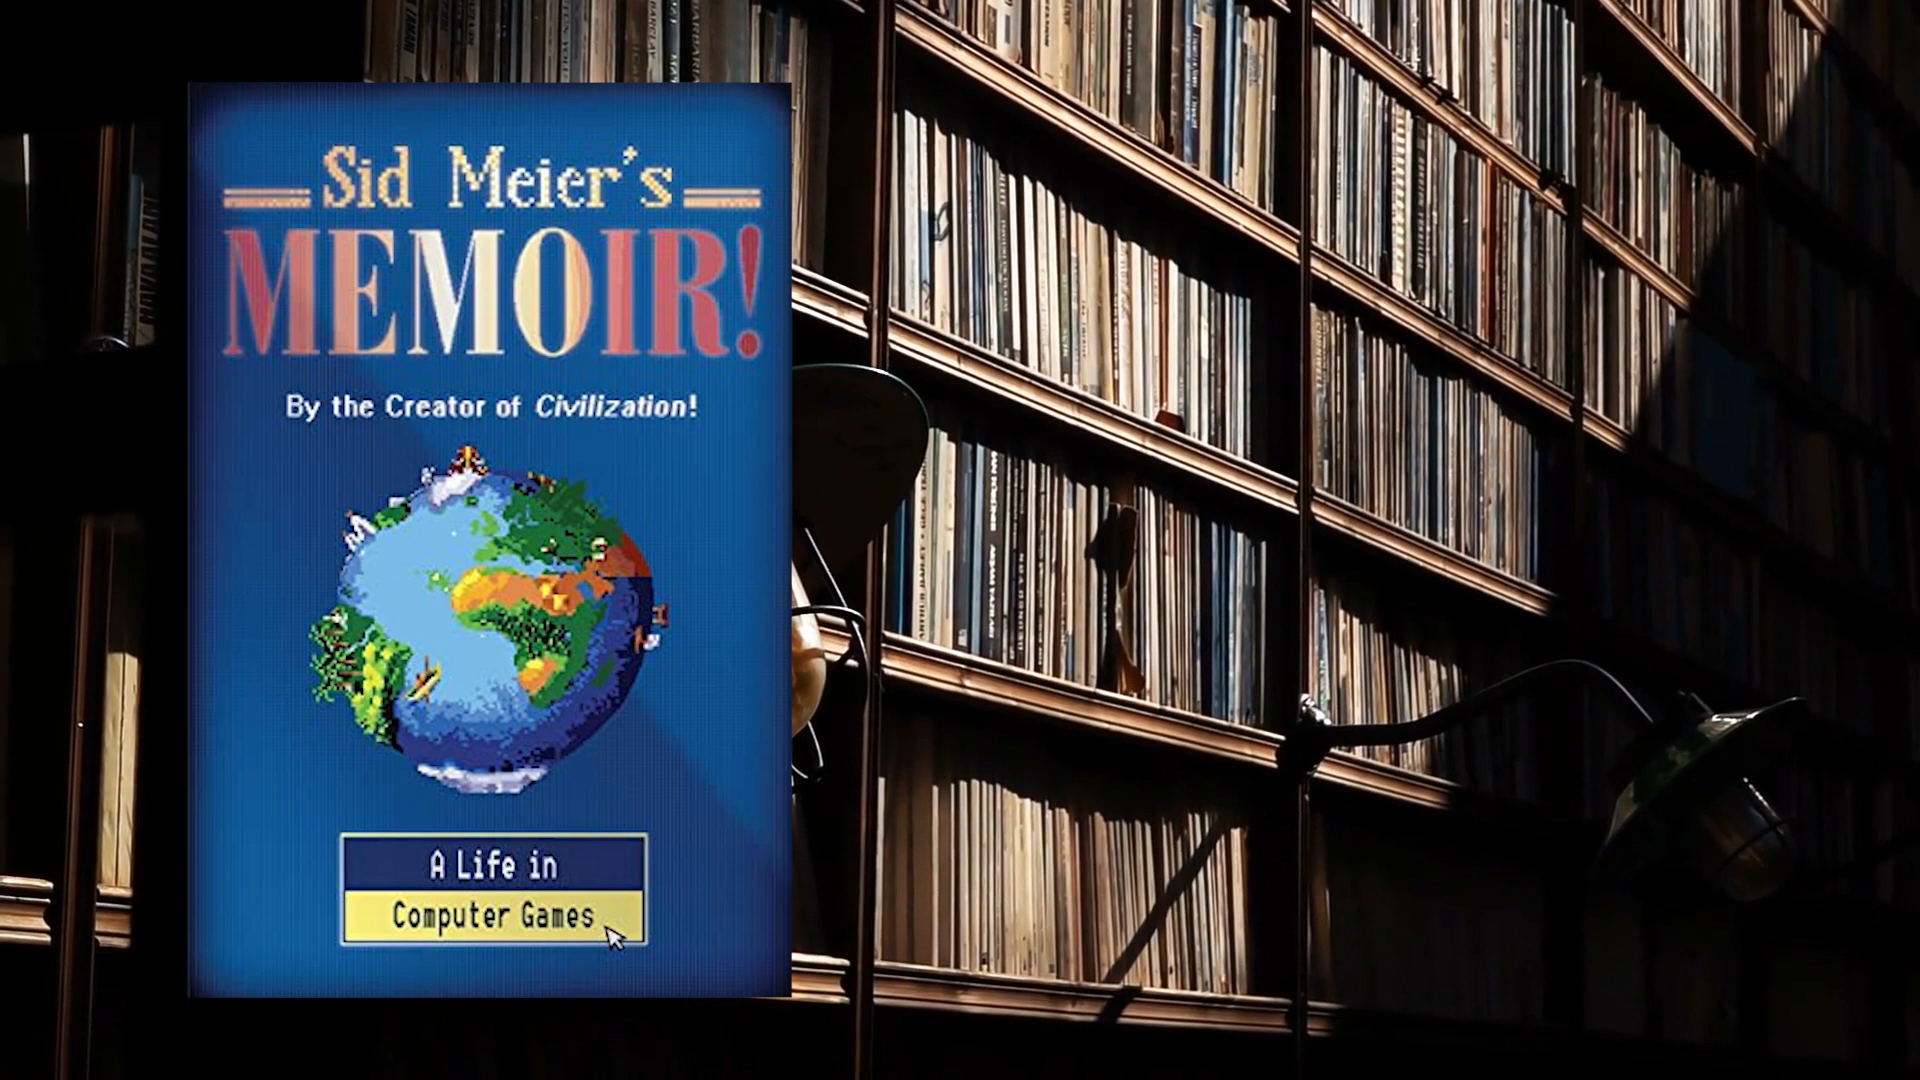 Sid Meier's
MEMOIR!
By the Creator of Civilization!
A Life in
Computer Games